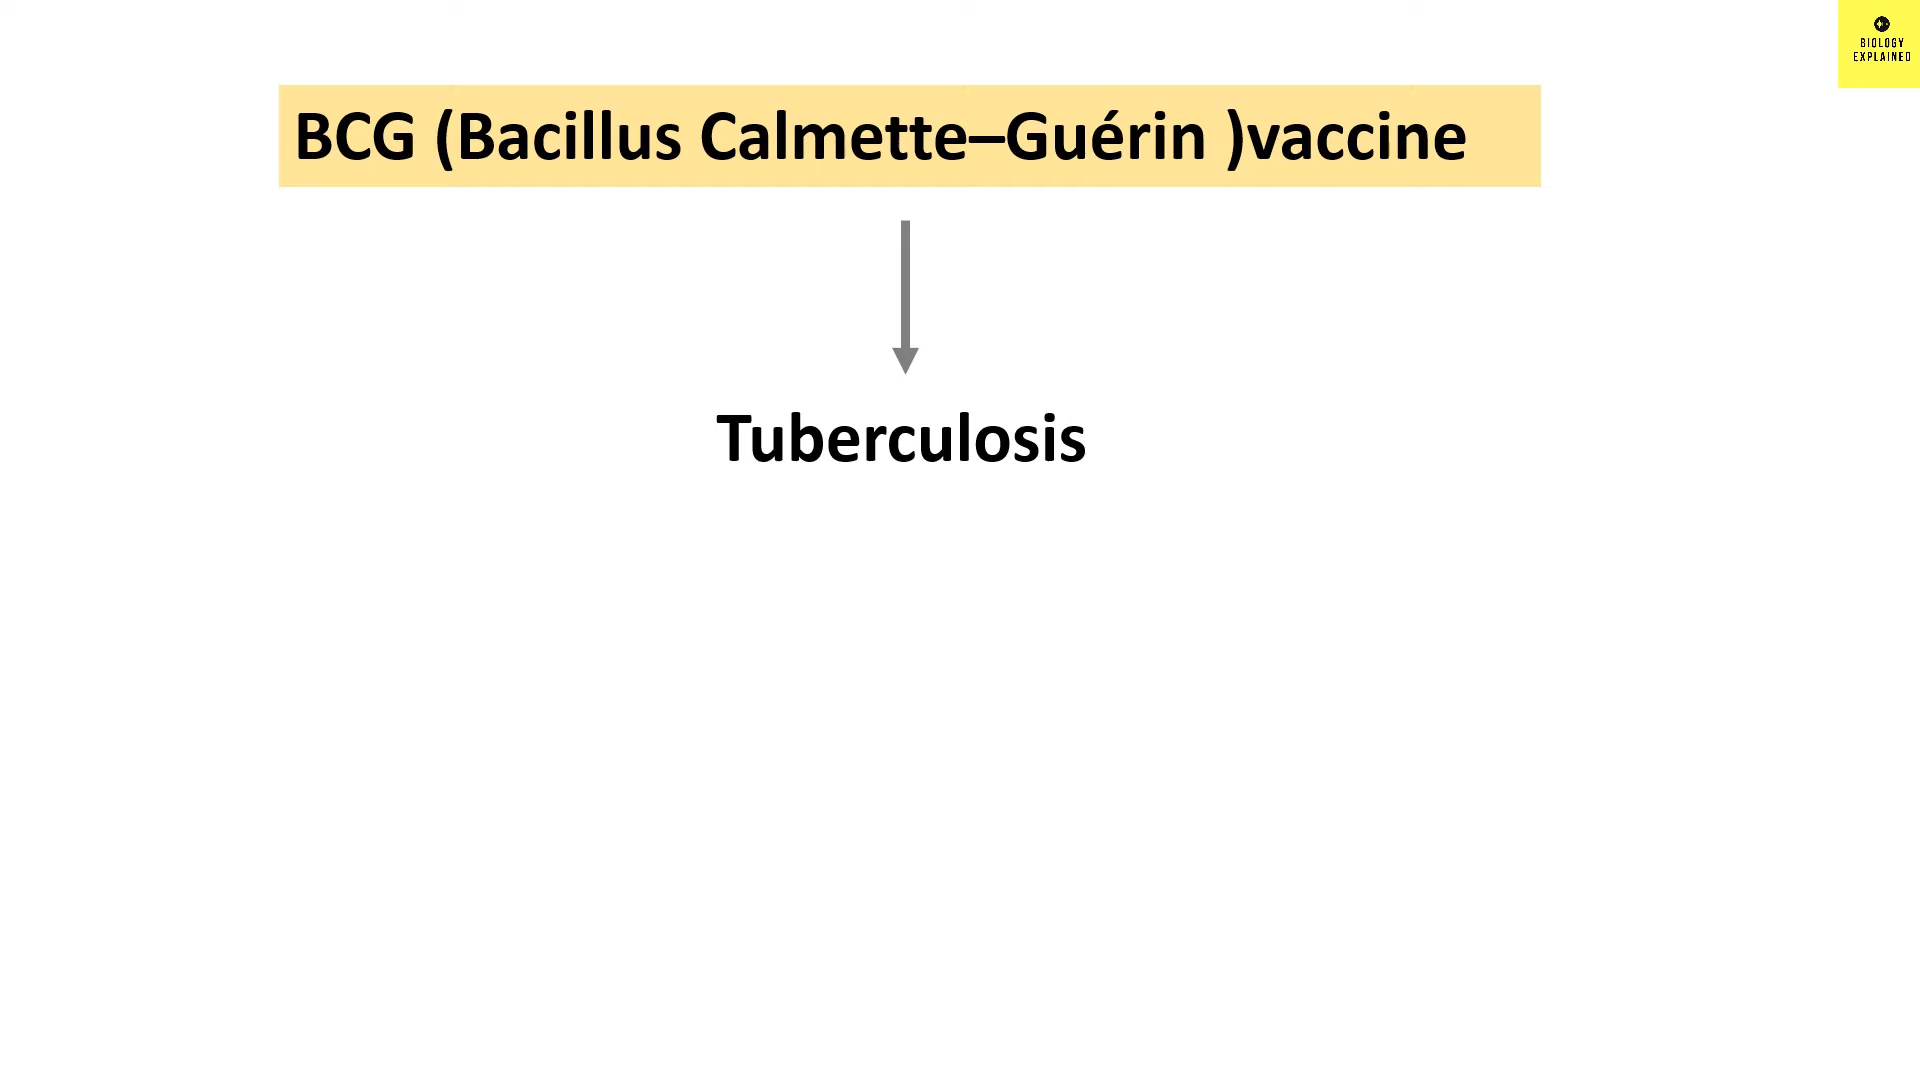 BIOLOGY
EXPLAINED
BCG (Bacillus Calmette–Guérin )vaccine
Tuberculosis